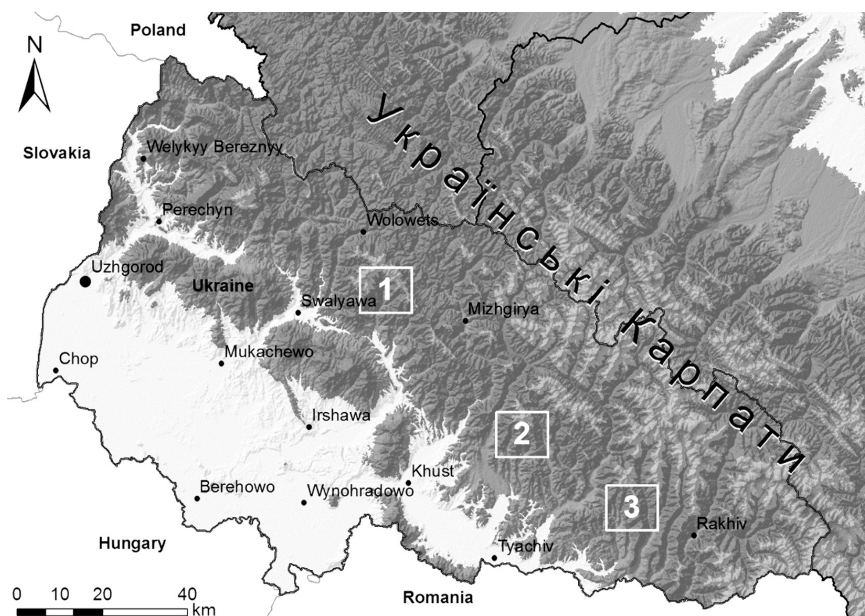 Poland
N
Slovakia
Welykyy Bereznyy
Українські Карпати
Perechyn
Wolowets
Uzhgorod
Ukraine
1
Swalyawa
Mizhgirya
Chop
Mukachewo
Irshawa
2
Khust
Berehowo
Wynohradowo
3
Rakhiv
Hungary
Tyachiv
Romania
0 10 20 40
km